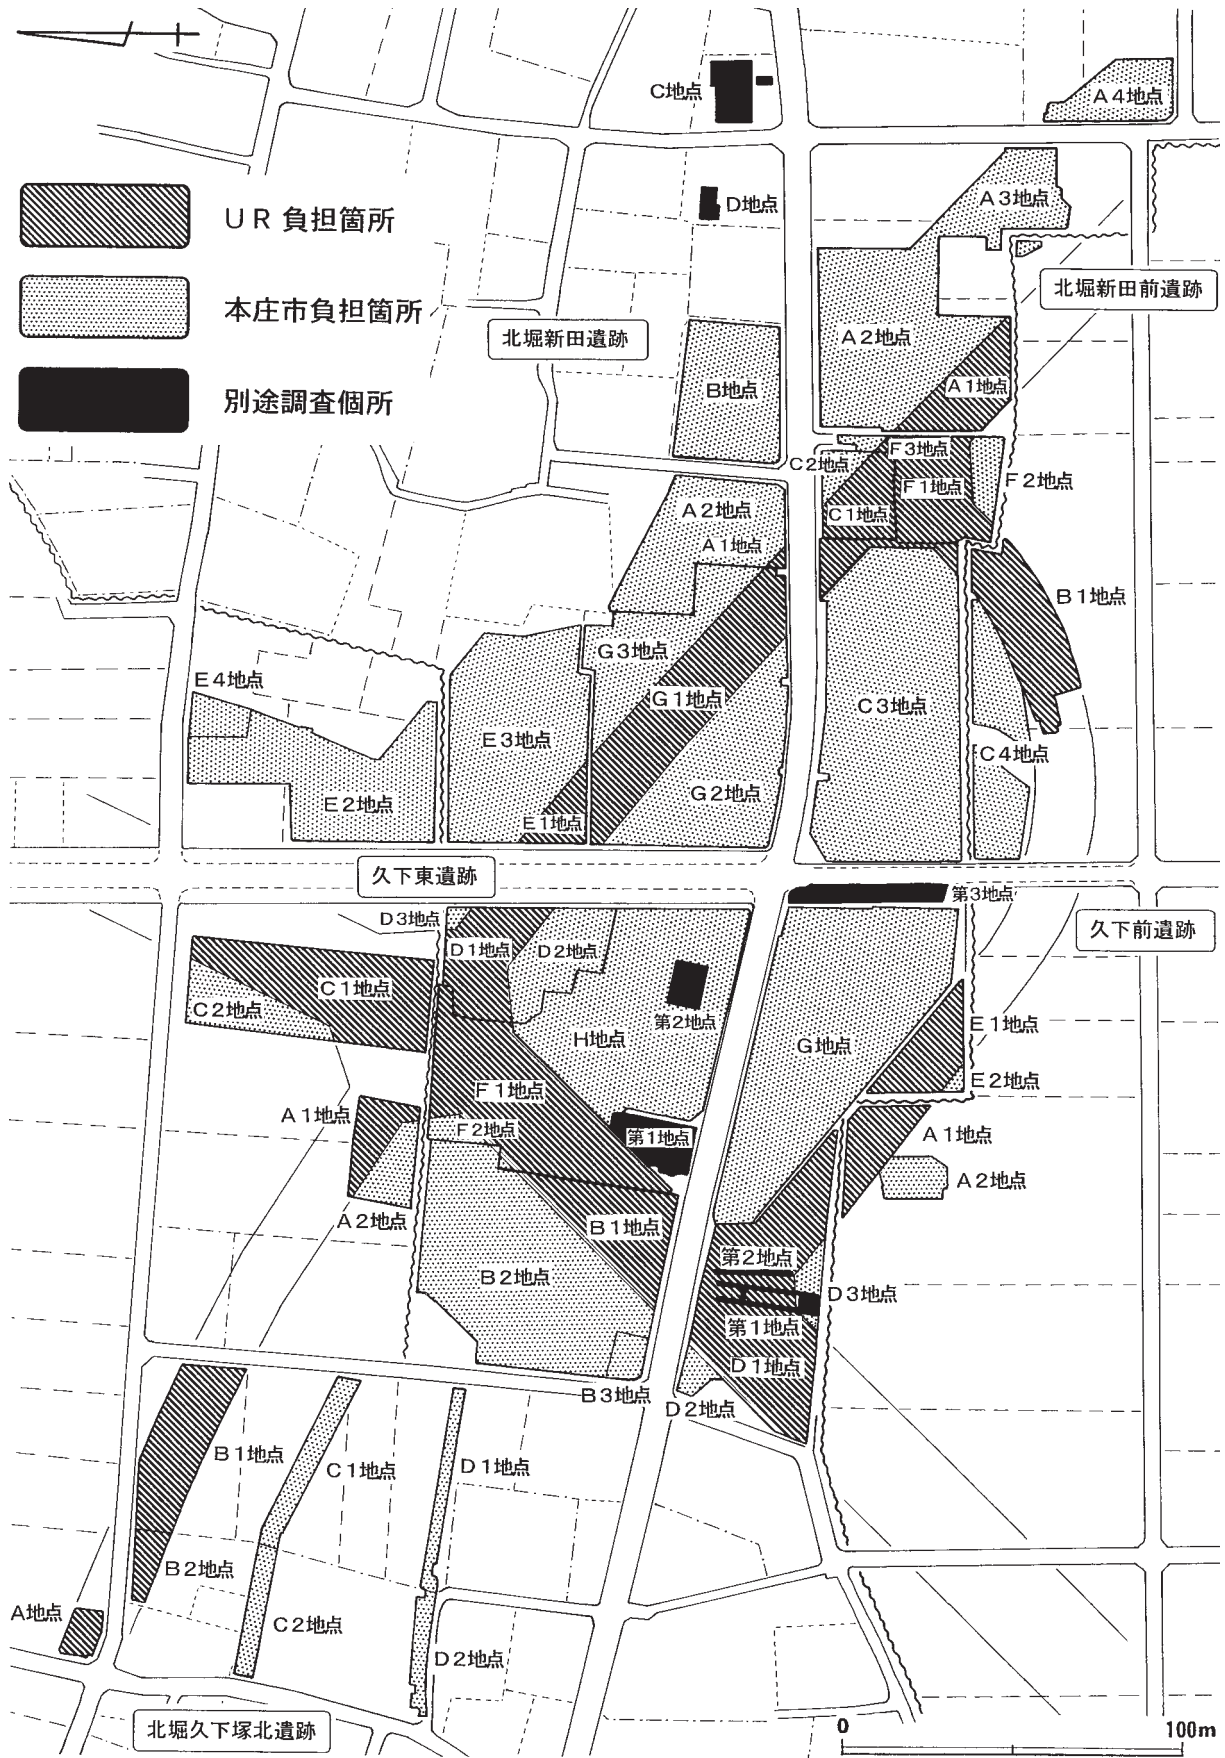 C地点
A4地点
UR負担箇所
D地点
A3地点
本庄市負担箇所
北堀新田遺跡
北堀新田前遺跡
A2地点
別途調査個所
B地点
A1地点
C2地点
F3地点
F1地点
F2地点
C1地点
A2地点
A1地点
B1地点
E4地点
G3地点
G1地点
C3地点
E3地点
C4地点
E2地点
G2地点
E1地点
久下東遺跡
第3地点
D3地点
D1地点
D2地点
久下前遺跡
C1地点
C2地点
第2地点
H地点
G地点
E1地点
E2地点
F1地点
A1地点
F2地点
第1地点
A1地点
A2地点
A2地点
B1地点
B2地点
第2地点
D3地点
第1地点
D1地点
B3地点
D2地点
B1地点
C1地点
D1地点
B2地点
A地点
C2地点
D2地点
北堀久下塚北遺跡
0
100m